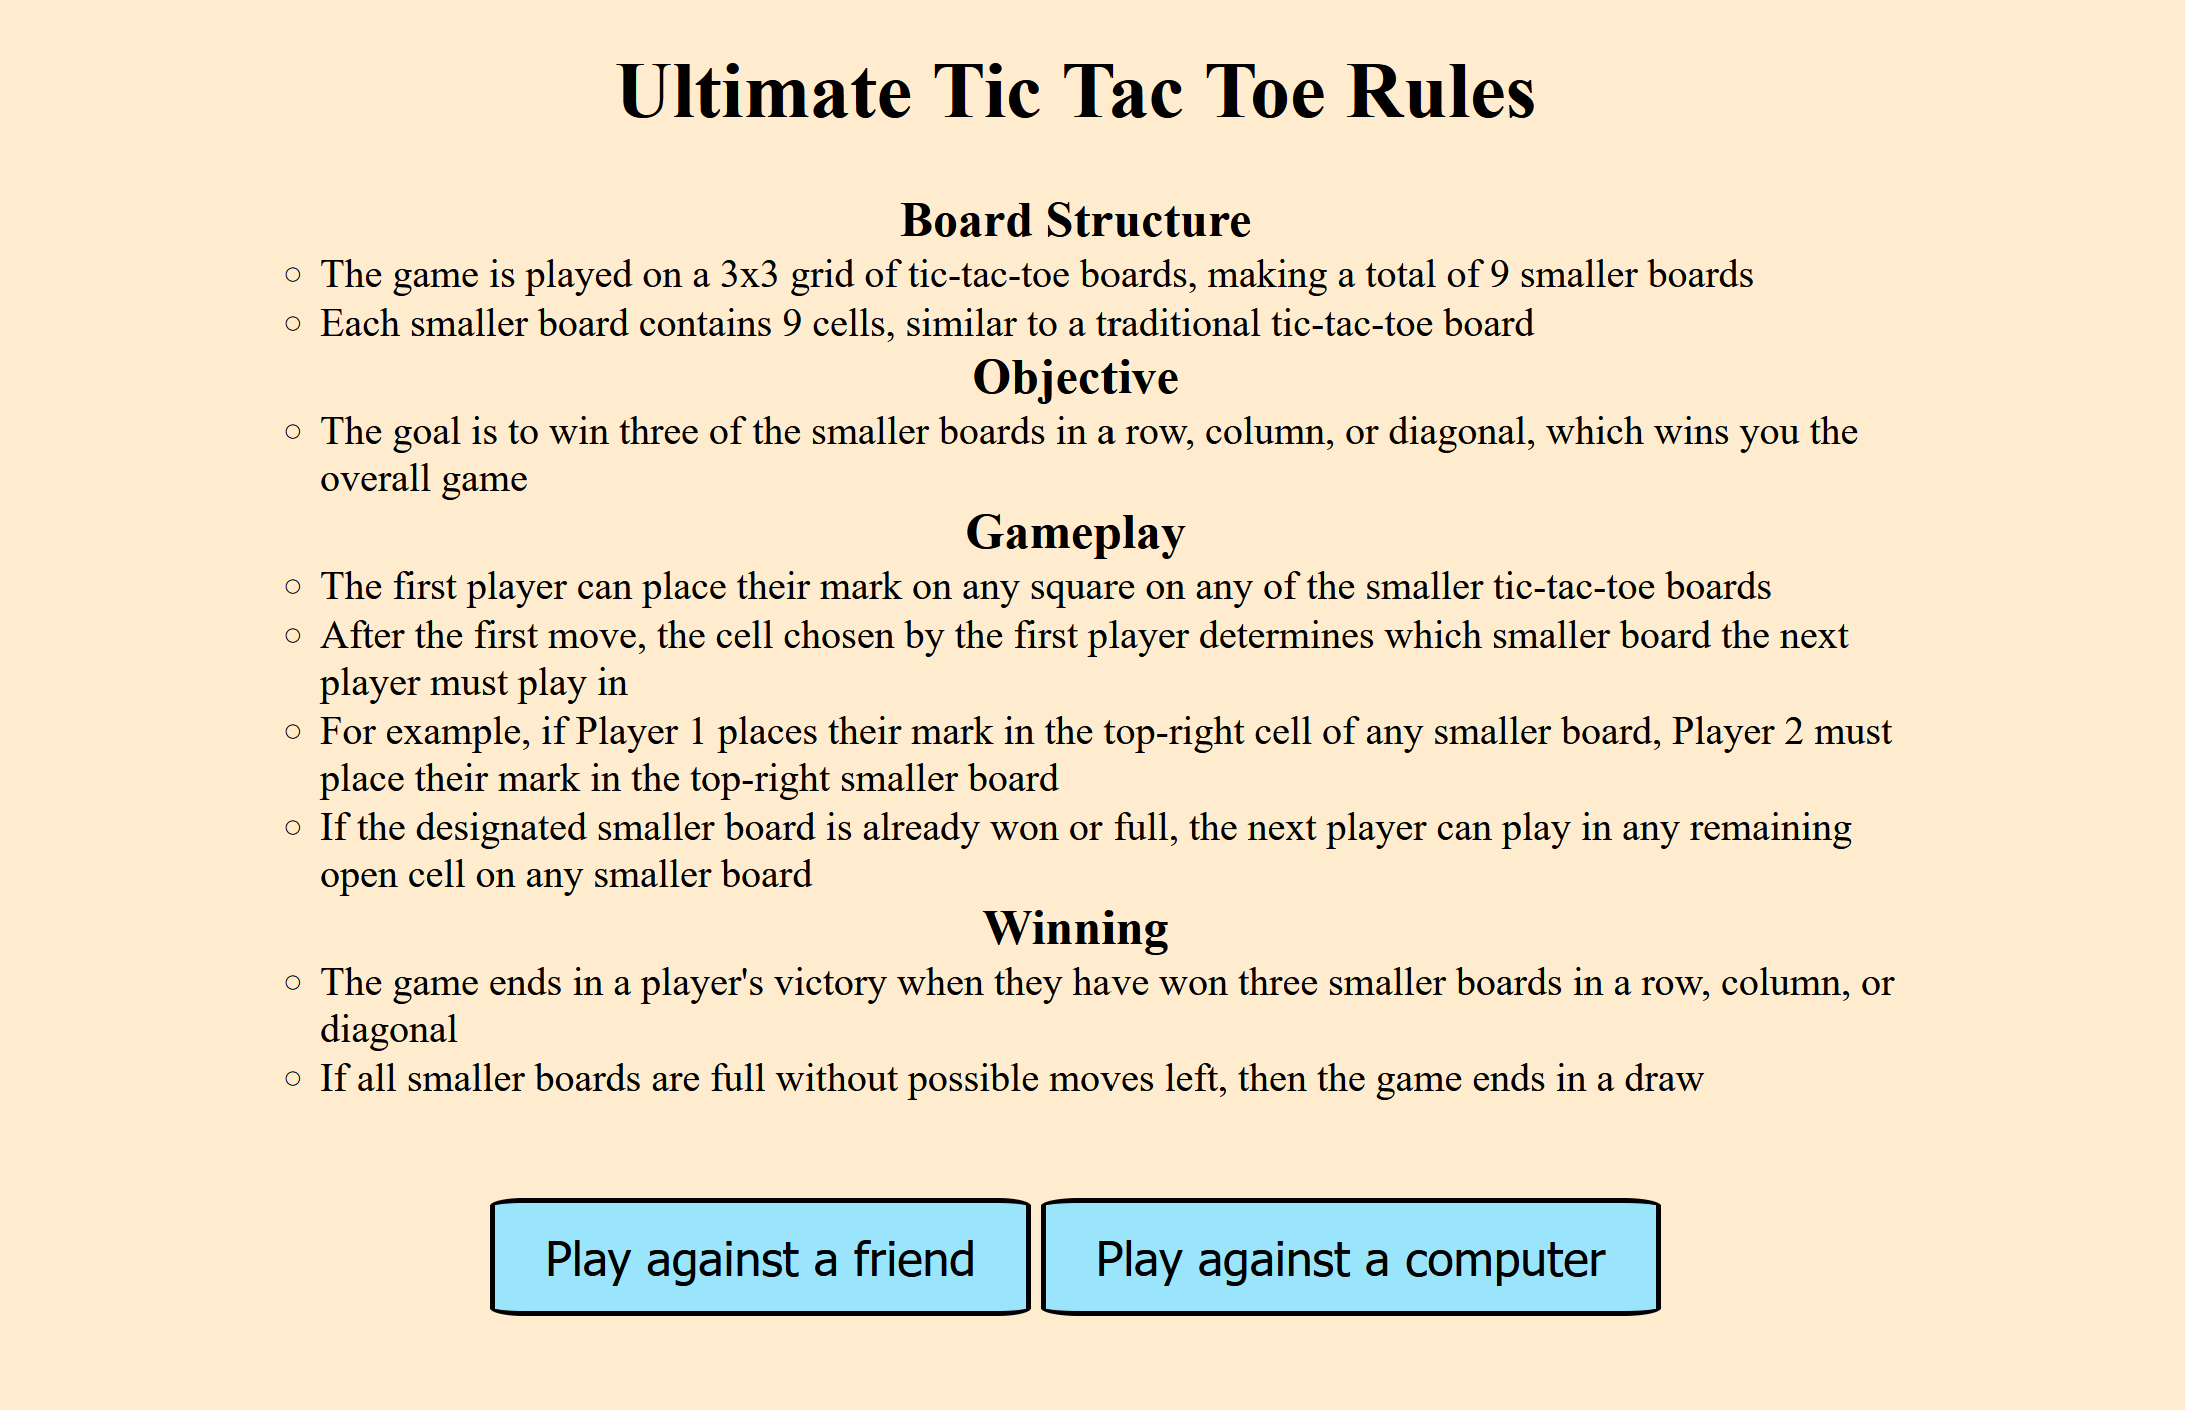 Ultimate Tic Tac Toe Rules
Board Structure
The game is played on a 3x3 grid of tic-tac-toe boards, making a total of 9 smaller boards
Each smaller board contains 9 cells, similar to a traditional tic-tac-toe board
Objective
The goal is to win three of the smaller boards in a row, column, or diagonal, which wins you the
overall game
Gameplay
The first player can place their mark on any square on any of the smaller tic-tac-toe boards
After the first move, the cell chosen by the first player determines which smaller board the next
player must play in
For example, if Player 1 places their mark in the top-right cell of any smaller board, Player 2 must
place their mark in the top-right smaller board
If the designated smaller board is already won or full, the next player can play in any remaining
open cell on any smaller board
Winning
The game ends in a player's victory when they have won three smaller boards in a row, column, or
diagonal
If all smaller boards are full without possible moves left, then the game ends in a draw
Play against a friend
Play against a computer